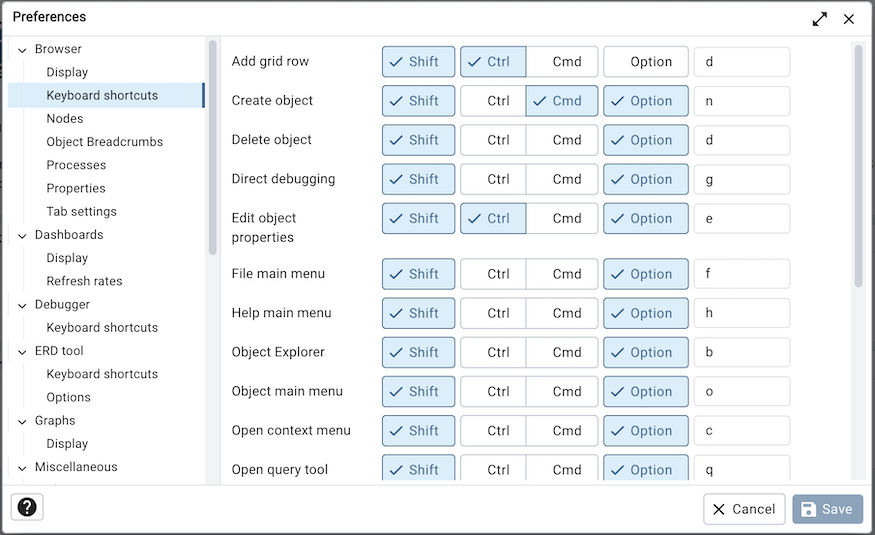 Preferences
Browser
Display
Keyboard shortcuts
Nodes
Object Breadcrumbs
Processes
Properties
Tab settings
Dashboards
Display
Refresh rates
Debugger
Keyboard shortcuts
ERD tool
Keyboard shortcuts
Options
Graphs
Display
Miscellaneous
Add grid row Shift Ctrl Cmd Option d
Create object Shift Ctrl Cmd Option n
Delete object Shift Ctrl Cmd Option d
Direct debugging Shift Ctrl Cmd Option g
Edit object
properties Shift Ctrl Cmd Option e
File main menu Shift Ctrl Cmd Option f
Help main menu Shift Ctrl Cmd Option h
Object Explorer Shift Ctrl Cmd Option b
Object main menu Shift Ctrl Cmd Option o
Open context menu Shift Ctrl Cmd Option c
Open query tool Shift Ctrl Cmd Option q
? Cancel Save